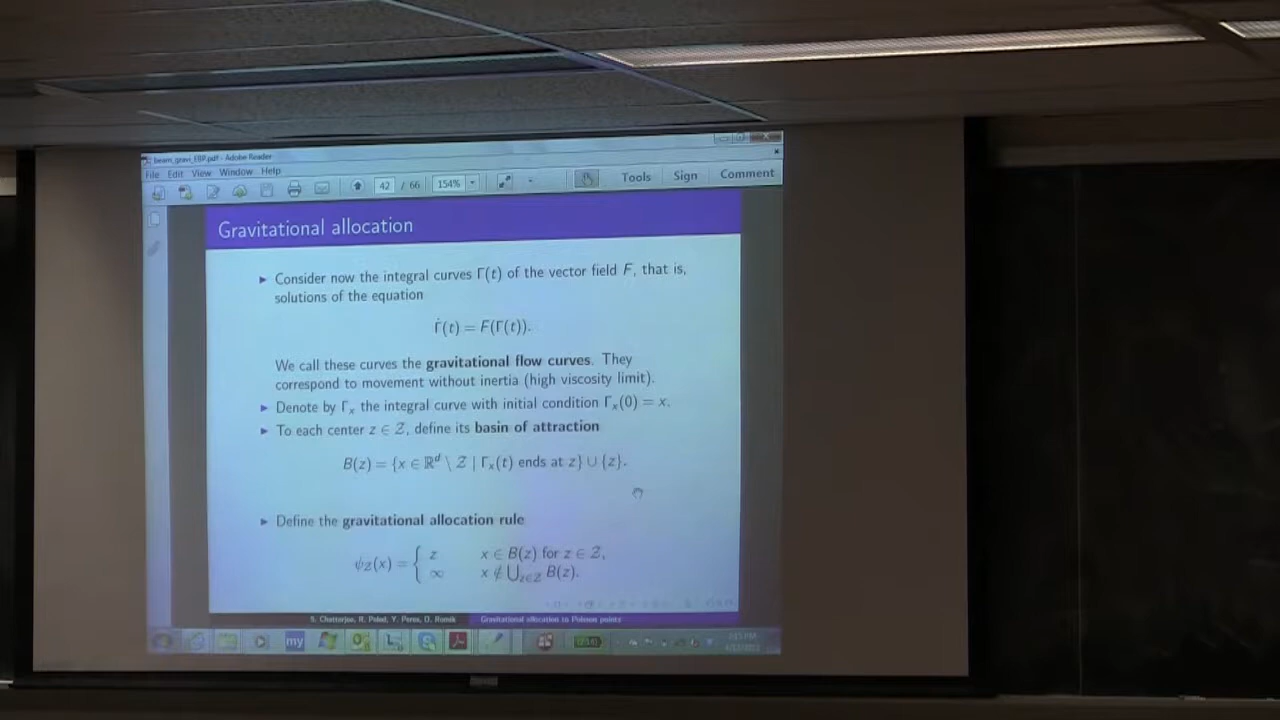 beam_gravi_EBP.pdf - Adobe Reader
File Edit View Window Help
42 / 66 154% Tools Sign Comment
Gravitational allocation
► Consider now the integral curves Γ(t) of the vector field F, that is,
solutions of the equation
Γ̇(t) = F(Γ(t)).
We call these curves the gravitational flow curves. They
correspond to movement without inertia (high viscosity limit).
► Denote by Γₓ the integral curve with initial condition Γₓ(0) = x.
► To each center z ∈ 𝒵, define its basin of attraction
B(z) = {x ∈ ℝᵈ \ 𝒵 | Γₓ(t) ends at z} ∪ {z}.
► Define the gravitational allocation rule
ψ_𝒵(x) = { z x ∈ B(z) for z ∈ 𝒵,
∞ x ∉ ⋃_{z∈𝒵} B(z).
S. Chatterjee, R. Peled, Y. Peres, D. Romik Gravitational allocation to Poisson points
my